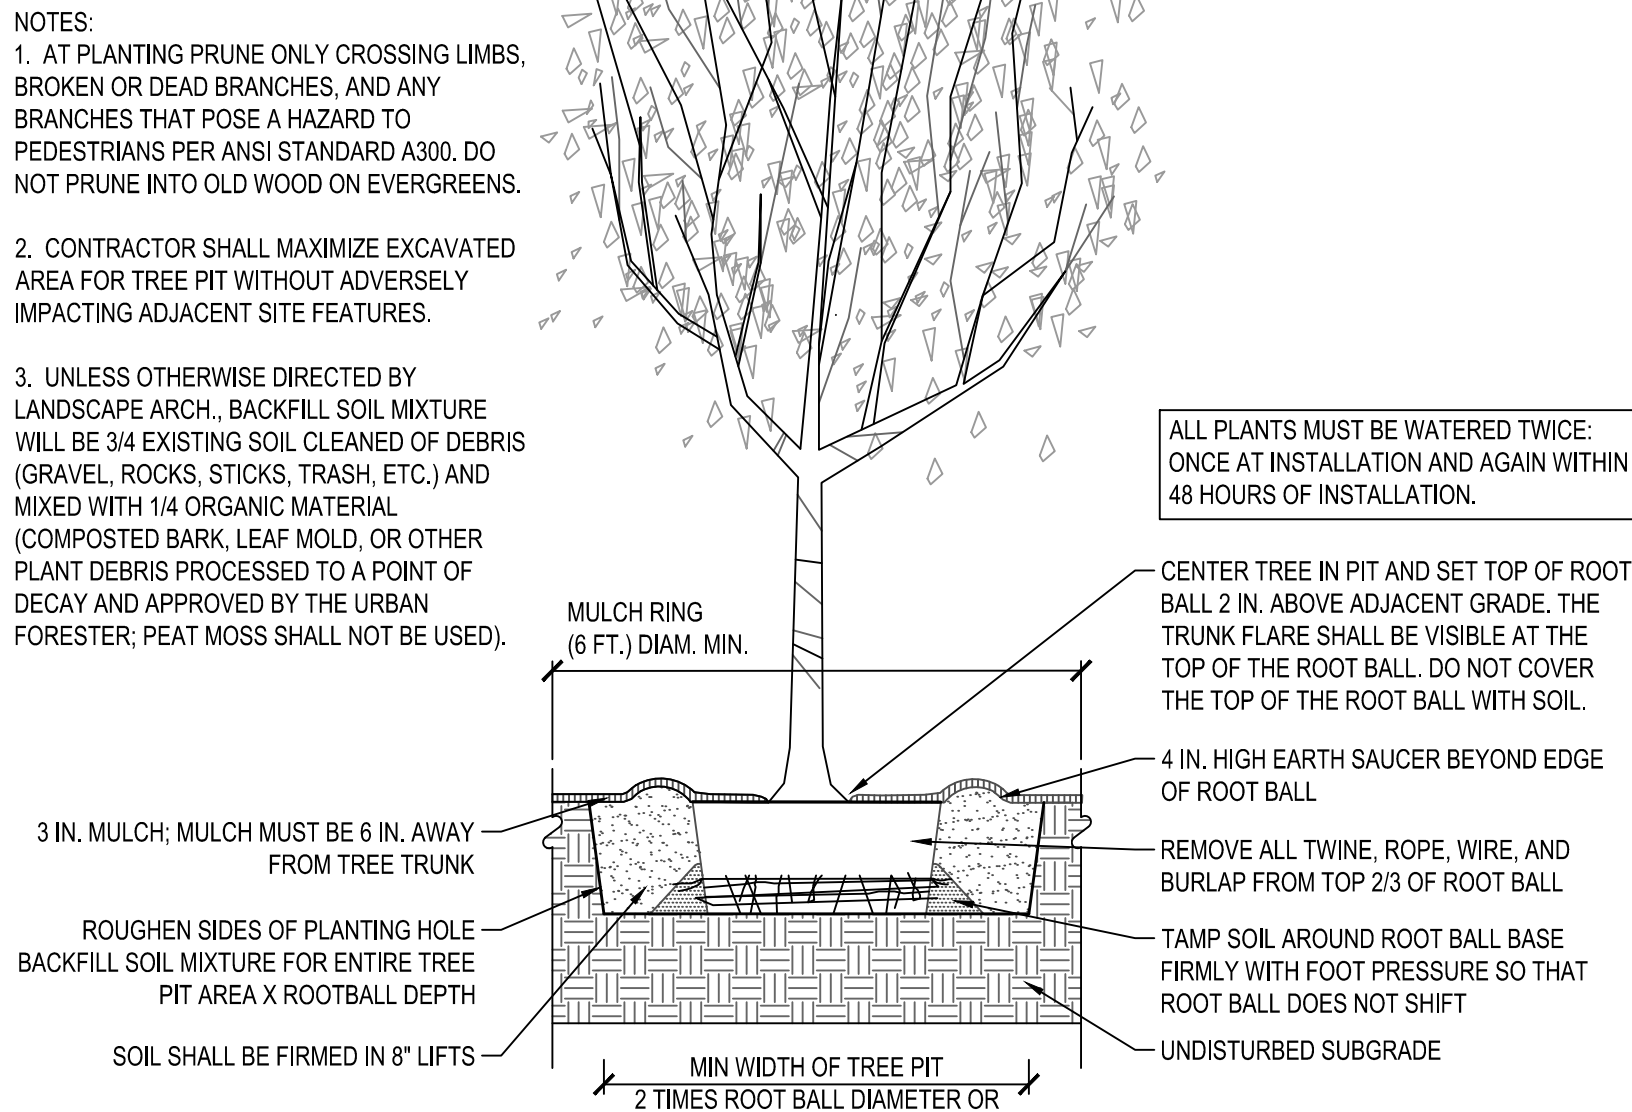 NOTES:
1. AT PLANTING PRUNE ONLY CROSSING LIMBS,
BROKEN OR DEAD BRANCHES, AND ANY
BRANCHES THAT POSE A HAZARD TO
PEDESTRIANS PER ANSI STANDARD A300. DO
NOT PRUNE INTO OLD WOOD ON EVERGREENS.
2. CONTRACTOR SHALL MAXIMIZE EXCAVATED
AREA FOR TREE PIT WITHOUT ADVERSELY
IMPACTING ADJACENT SITE FEATURES.
3. UNLESS OTHERWISE DIRECTED BY
LANDSCAPE ARCH., BACKFILL SOIL MIXTURE
WILL BE 3/4 EXISTING SOIL CLEANED OF DEBRIS
(GRAVEL, ROCKS, STICKS, TRASH, ETC.) AND
MIXED WITH 1/4 ORGANIC MATERIAL
(COMPOSTED BARK, LEAF MOLD, OR OTHER
PLANT DEBRIS PROCESSED TO A POINT OF
DECAY AND APPROVED BY THE URBAN
FORESTER; PEAT MOSS SHALL NOT BE USED).
MULCH RING
(6 FT.) DIAM. MIN.
3 IN. MULCH; MULCH MUST BE 6 IN. AWAY
FROM TREE TRUNK
ROUGHEN SIDES OF PLANTING HOLE
BACKFILL SOIL MIXTURE FOR ENTIRE TREE
PIT AREA X ROOTBALL DEPTH
SOIL SHALL BE FIRMED IN 8" LIFTS
MIN WIDTH OF TREE PIT
2 TIMES ROOT BALL DIAMETER OR
ALL PLANTS MUST BE WATERED TWICE:
ONCE AT INSTALLATION AND AGAIN WITHIN
48 HOURS OF INSTALLATION.
CENTER TREE IN PIT AND SET TOP OF ROOT
BALL 2 IN. ABOVE ADJACENT GRADE. THE
TRUNK FLARE SHALL BE VISIBLE AT THE
TOP OF THE ROOT BALL. DO NOT COVER
THE TOP OF THE ROOT BALL WITH SOIL.
4 IN. HIGH EARTH SAUCER BEYOND EDGE
OF ROOT BALL
REMOVE ALL TWINE, ROPE, WIRE, AND
BURLAP FROM TOP 2/3 OF ROOT BALL
TAMP SOIL AROUND ROOT BALL BASE
FIRMLY WITH FOOT PRESSURE SO THAT
ROOT BALL DOES NOT SHIFT
UNDISTURBED SUBGRADE